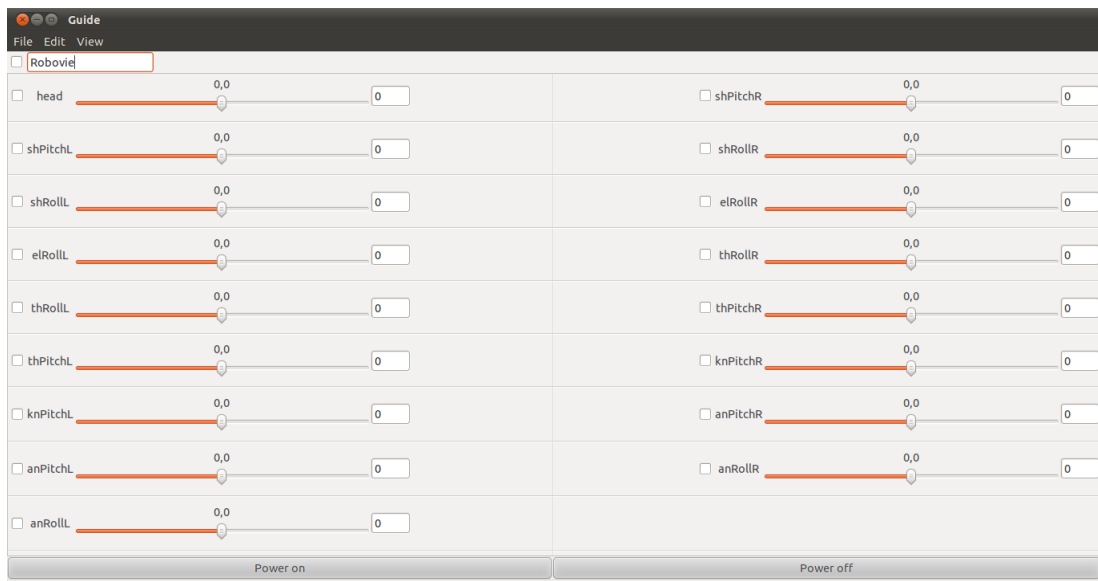 Guide
File Edit View
Robovie
0,0 0,0
head 0 shPitchR 0
0,0 0,0
shPitchL 0 shRollR 0
0,0 0,0
shRollL 0 elRollR 0
0,0 0,0
elRollL 0 thRollR 0
0,0 0,0
thRollL 0 thPitchR 0
0,0 0,0
thPitchL 0 knPitchR 0
0,0 0,0
knPitchL 0 anPitchR 0
0,0 0,0
anPitchL 0 anRollR 0
0,0
anRollL 0
Power on Power off